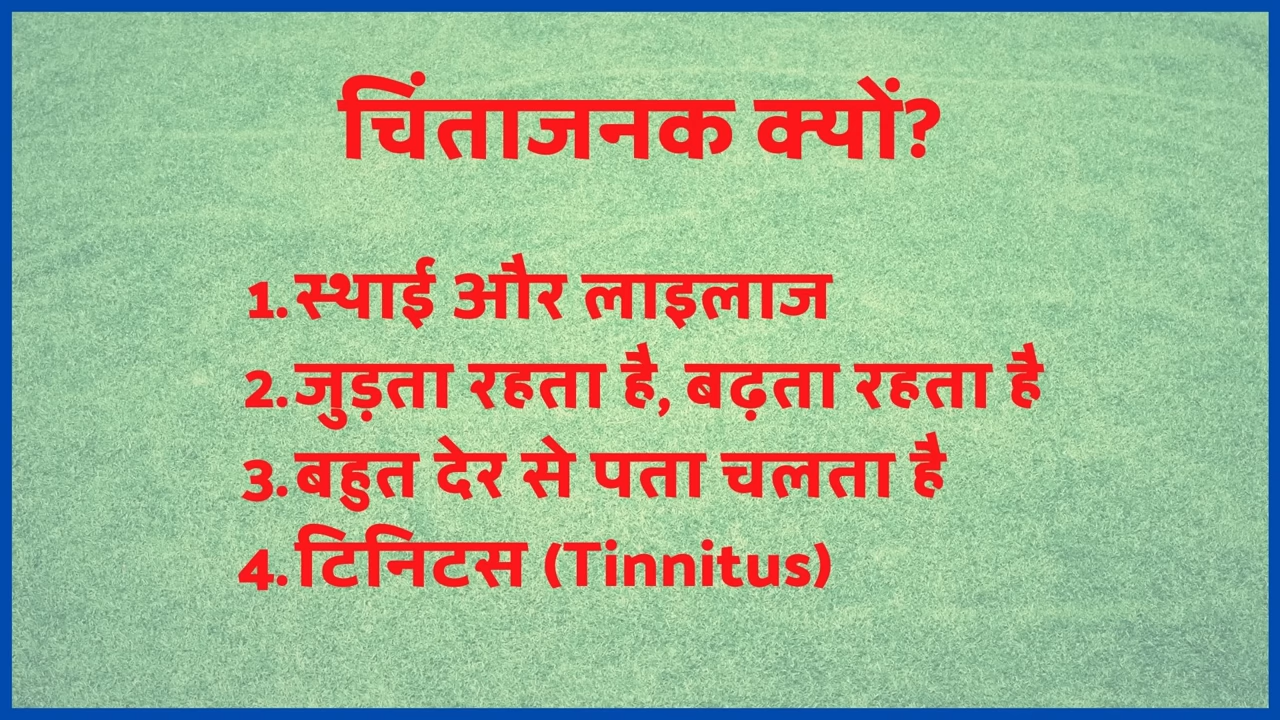 चिंताजनक क्यों?
1. स्थाई और लाइलाज
2. जुड़ता रहता है, बढ़ता रहता है
3. बहुत देर से पता चलता है
4. टिनिटस (Tinnitus)